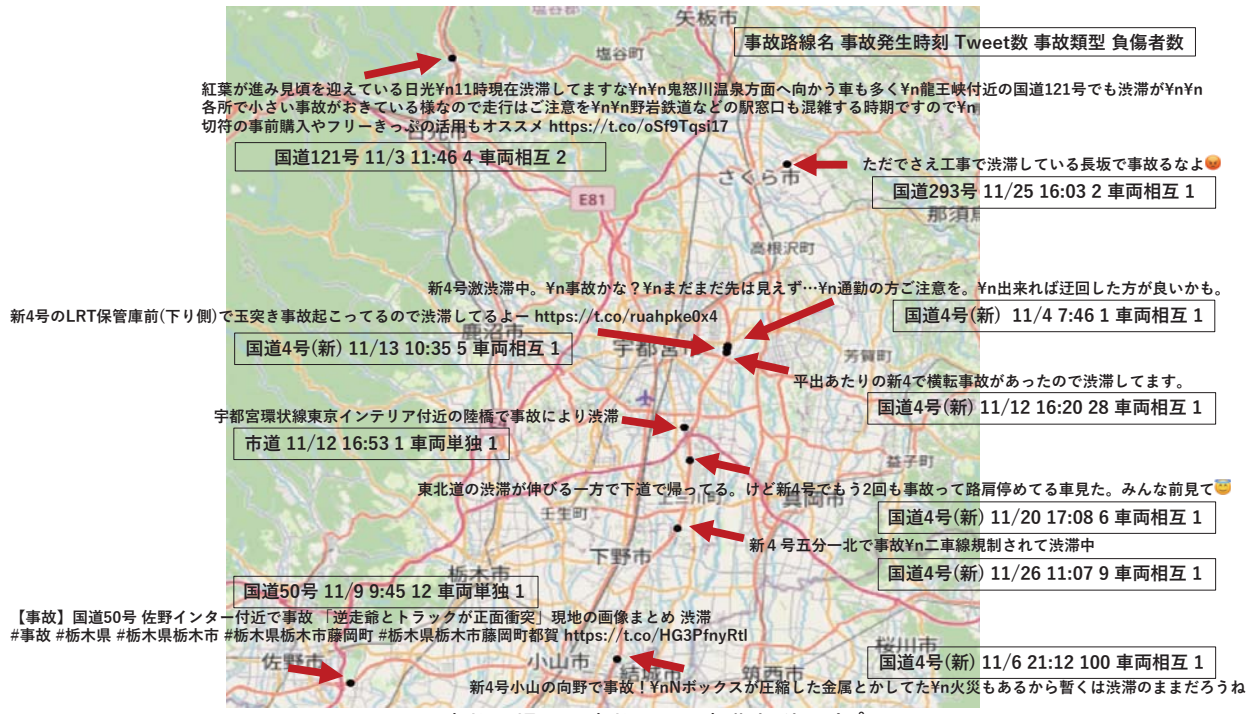 塩谷郡
矢板市
事故路線名 事故発生時刻 Tweet数 事故類型 負傷者数
塩谷町
紅葉が進み見頃を迎えている日光¥n11時現在渋滞してますな¥n¥n鬼怒川温泉方面へ向かう車も多く¥n龍王峡付近の国道121号でも渋滞が¥n¥n
各所で小さい事故がおきている様なので走行はご注意を¥n¥n野岩鉄道などの駅窓口も混雑する時期ですので¥n
切符の事前購入やフリーきっぷの活用もオススメ https://t.co/oSf9Tqsi17
日光市
国道121号 11/3 11:46 4 車両相互 2
ただでさえ工事で渋滞している長坂で事故るなよ😡
さくら市
国道293号 11/25 16:03 2 車両相互 1
E81
高根沢町
新4号激渋滞中。¥n事故かな？¥nまだまだ先は見えず…¥n通勤の方ご注意を。¥n出来れば迂回した方が良いかも。
国道4号(新) 11/4 7:46 1 車両相互 1
新4号のLRT保管庫前(下り側)で玉突き事故起こってるので渋滞してるよー https://t.co/ruahpke0x4
鹿沼市
宇都宮市
国道4号(新) 11/13 10:35 5 車両相互 1
芳賀町
平出あたりの新4で横転事故があったので渋滞してます。
国道4号(新) 11/12 16:20 28 車両相互 1
宇都宮環状線東京インテリア付近の陸橋で事故により渋滞
E4
市道 11/12 16:53 1 車両単独 1
益子町
東北道の渋滞が伸びる一方で下道で帰ってる。けど新4号でもう2回も事故って路肩停めてる車見た。みんな前見て😇
上三川町
真岡市
壬生町
国道4号(新) 11/20 17:08 6 車両相互 1
新４号五分一北で事故¥n二車線規制されて渋滞中
下野市
国道4号(新) 11/26 11:07 9 車両相互 1
栃木市
国道50号 11/9 9:45 12 車両単独 1
【事故】国道50号 佐野インター付近で事故 「逆走爺とトラックが正面衝突」現地の画像まとめ 渋滞
#事故 #栃木県 #栃木県栃木市 #栃木県栃木市藤岡町 #栃木県栃木市藤岡町都賀 https://t.co/HG3PfnyRtI
桜川市
佐野市
小山市
結城市
筑西市
国道4号(新) 11/6 21:12 100 車両相互 1
新4号小山の向野で事故！¥nNボックスが圧縮した金属とかしてた¥n火災もあるから暫くは渋滞のままだろうね